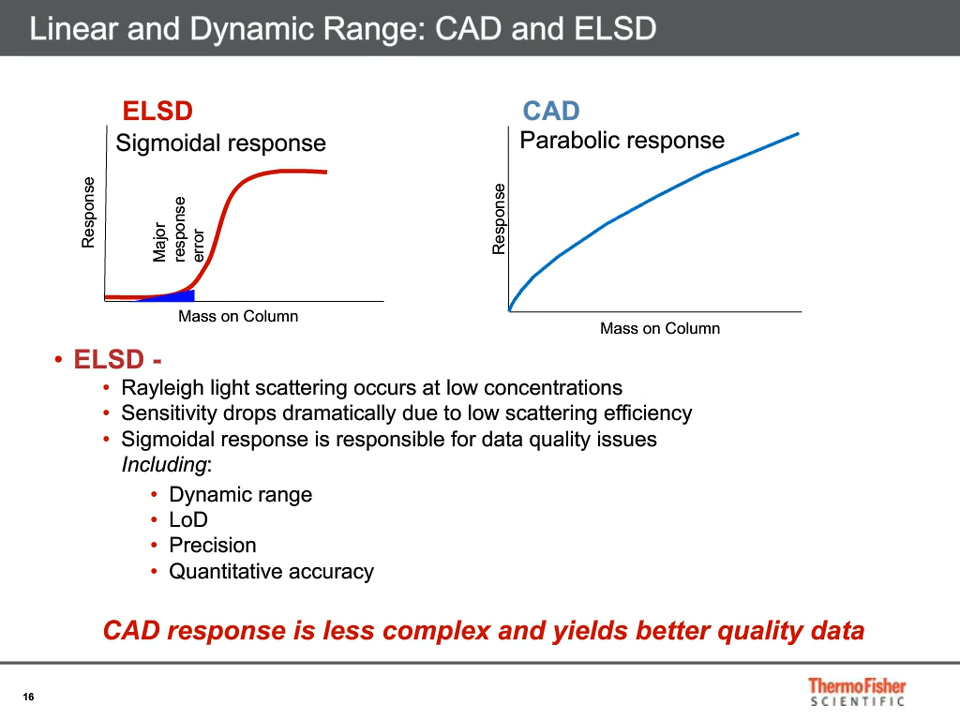 Linear and Dynamic Range: CAD and ELSD
ELSD
Sigmoidal response
Response
Major
response
error
Mass on Column
CAD
Parabolic response
Response
Mass on Column
• ELSD -
• Rayleigh light scattering occurs at low concentrations
• Sensitivity drops dramatically due to low scattering efficiency
• Sigmoidal response is responsible for data quality issues
Including:
• Dynamic range
• LoD
• Precision
• Quantitative accuracy
CAD response is less complex and yields better quality data
16
ThermoFisher
SCIENTIFIC